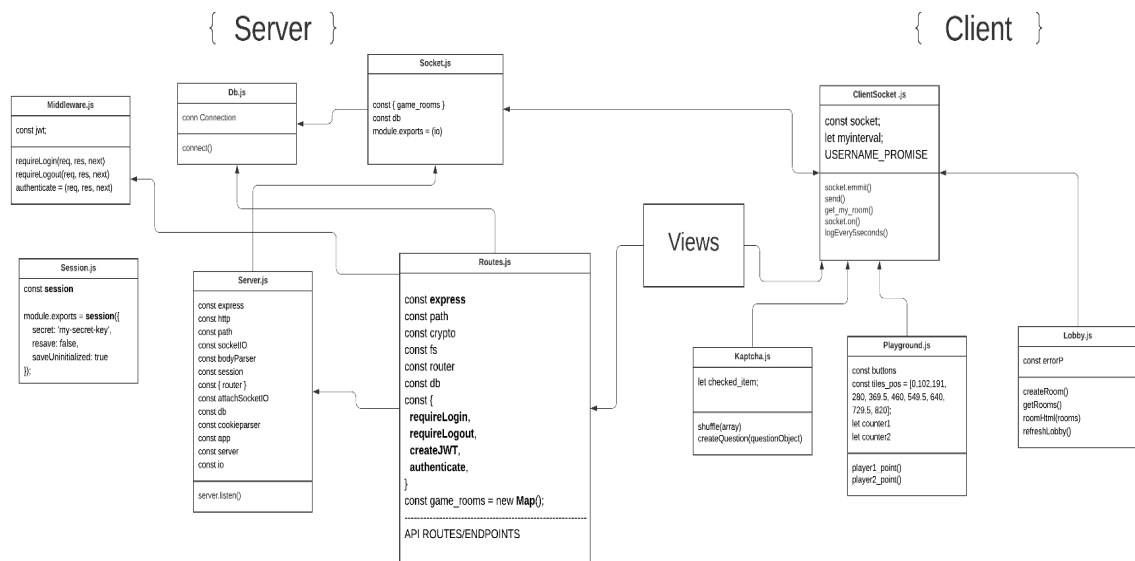 { Server }
{ Client }
Socket.js
const { game_rooms }
const db
module.exports = (io)
Db.js
conn Connection
connect()
Middleware.js
const jwt;
requireLogin(req, res, next)
requireLogout(req, res, next)
authenticate = (req, res, next)
Session.js
const session
module.exports = session({
secret: 'my-secret-key',
resave: false,
saveUninitialized: true
});
Server.js
const express
const http
const path
const socketIO
const bodyParser
const session
const { router }
const attachSocketIO
const db
const cookieparser
const app
const server
const io
server.listen()
Routes.js
const express
const path
const crypto
const fs
const router
const db
const {
requireLogin,
requireLogout,
createJWT,
authenticate,
}
const game_rooms = new Map();
API ROUTES/ENDPOINTS
Views
ClientSocket .js
const socket;
let myinterval;
USERNAME_PROMISE
socket.emmit()
send()
get_my_room()
socket.on()
logEvery5seconds()
Kaptcha.js
let checked_item;
shuffle(array)
createQuestion(questionObject)
Playground.js
const buttons
const tiles_pos = [0,102,191,
280, 369.5, 460, 549.5, 640,
729.5, 820];
let counter1
let counter2
player1_point()
player2_point()
Lobby.js
const errorP
createRoom()
getRooms()
roomHtml(rooms)
refreshLobby()